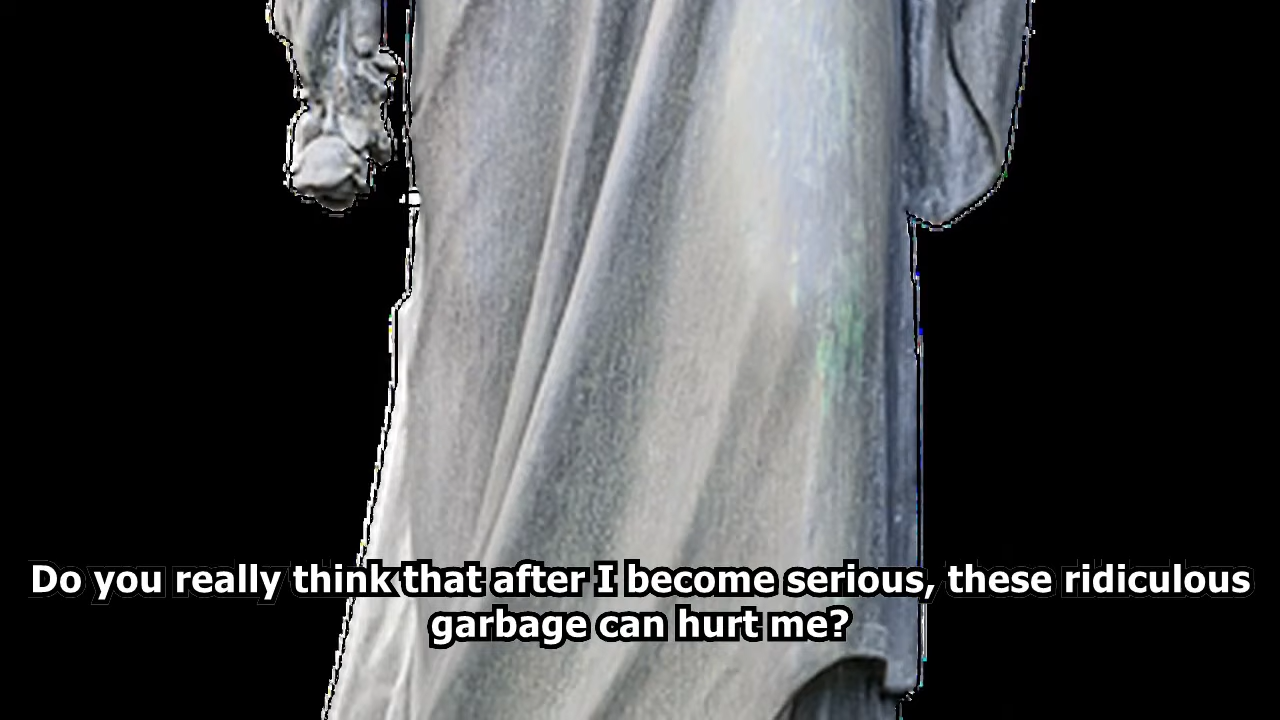 Do you really think that after I become serious, these ridiculous
garbage can hurt me?